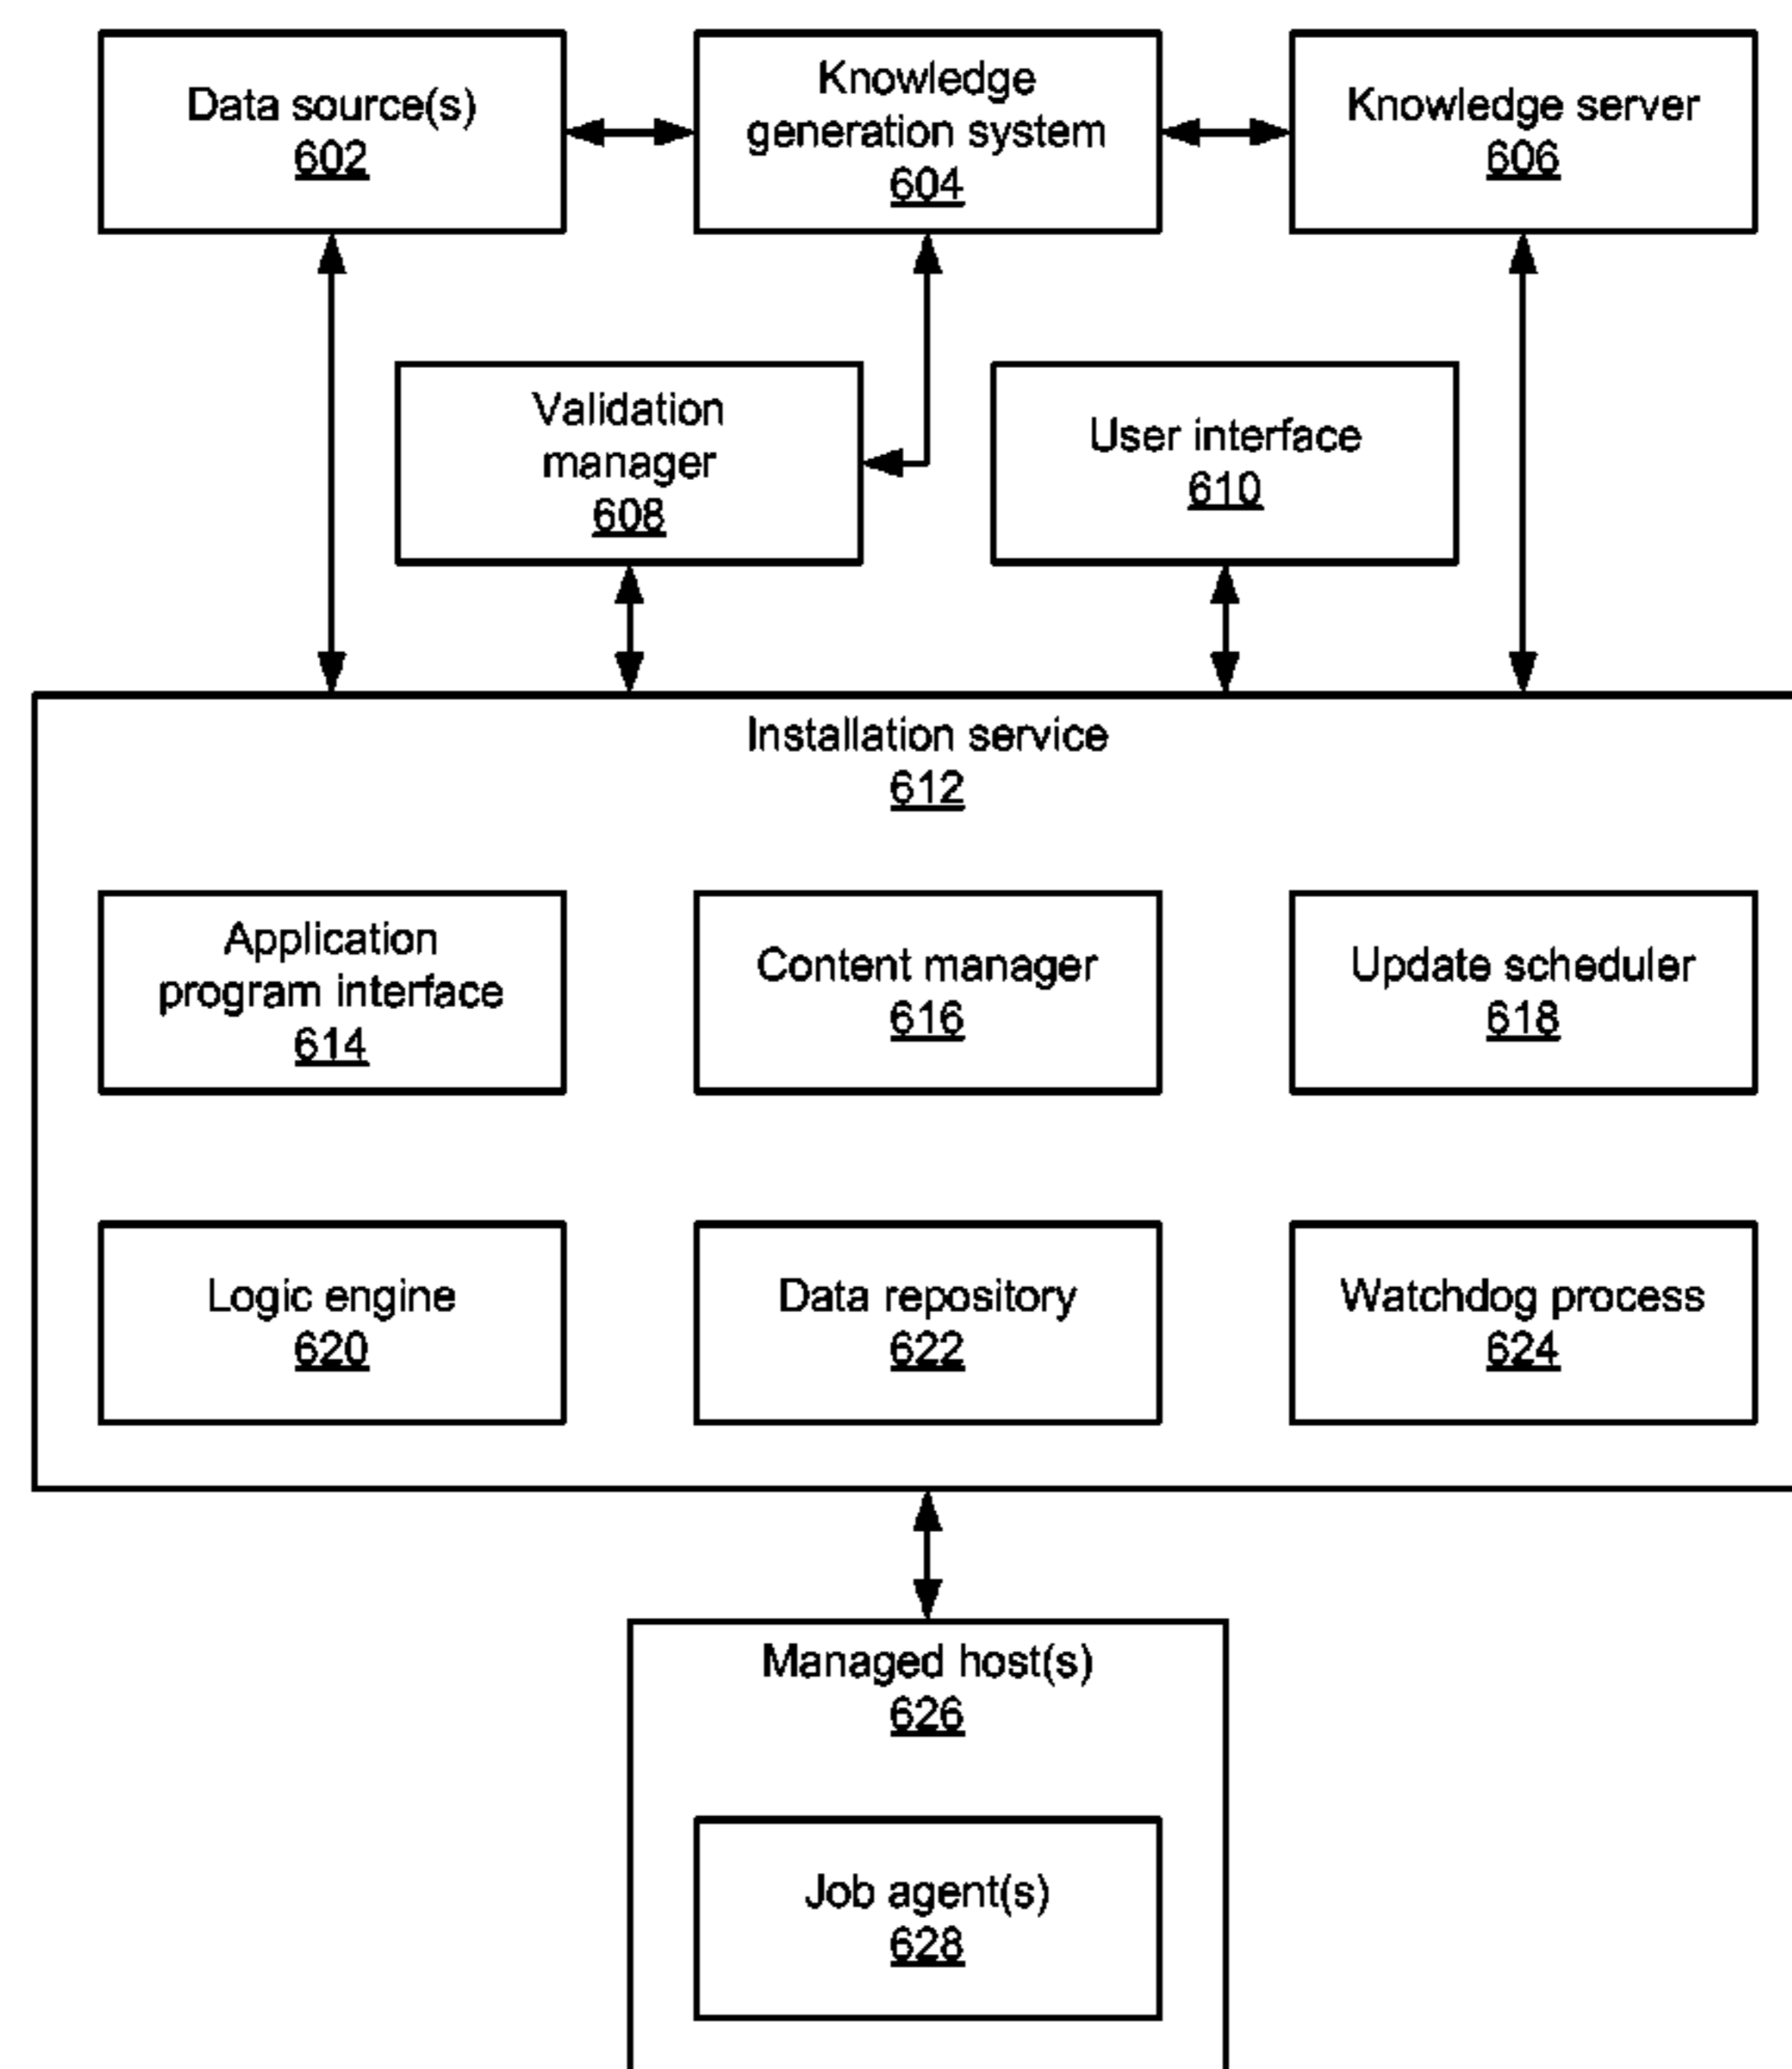 Data source(s)
602
Knowledge
generation system
604
Knowledge server
606
Validation
manager
608
User interface
610
Installation service
612
Application
program interface
614
Content manager
616
Update scheduler
618
Logic engine
620
Data repository
622
Watchdog process
624
Managed host(s)
626
Job agent(s)
628